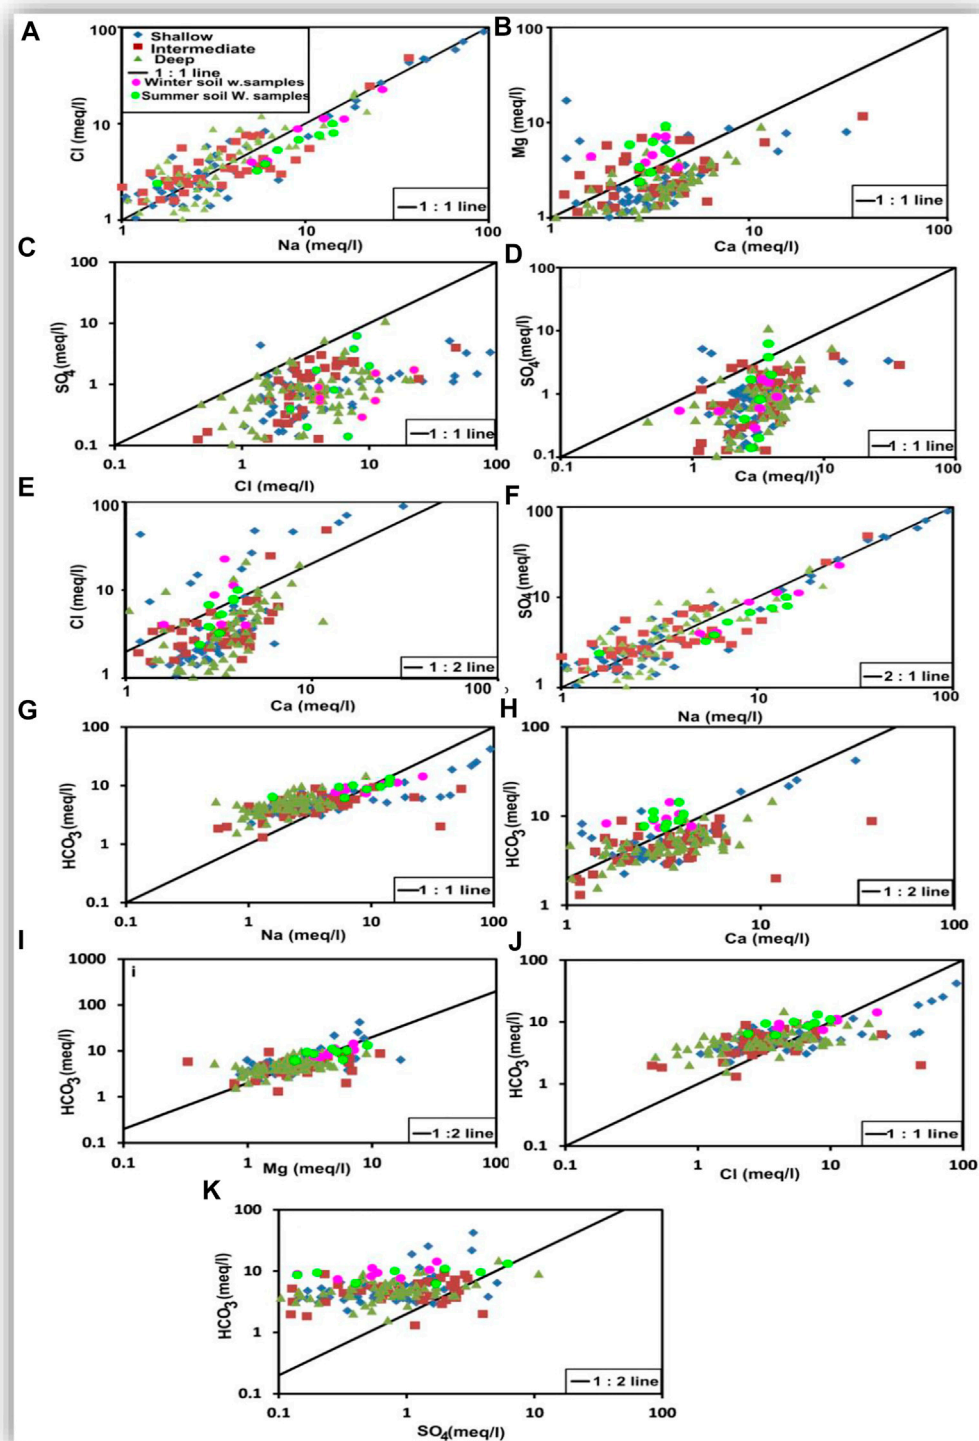 A
100
Shallow
Intermediate
Deep
1 : 1 line
Winter soil w.samples
Summer soil W. samples
Cl (meq/l)
10
1
1 : 1 line
1
10
100
Na (meq/l)
B
100
Mg (meq/l)
10
1
1 : 1 line
1
10
100
Ca (meq/l)
C
100
SO4 (meq/l)
10
1
0.1
1 : 1 line
0.1
1
10
100
Cl (meq/l)
D
100
SO4(meq/l)
10
1
0.1
1 : 1 line
0.1
1
10
100
Ca (meq/l)
E
100
Cl (meq/l)
10
1
1 : 2 line
1
10
100
Ca (meq/l)
F
100
SO4(meq/l)
10
1
2 : 1 line
1
10
100
Na (meq/l)
G
100
HCO3(meq/l)
10
1
0.1
1 : 1 line
0.1
1
10
100
Na (meq/l)
H
100
HCO3(meq/l)
10
1
1 : 2 line
1
10
100
Ca (meq/l)
I
i
1000
HCO3(meq/l)
100
10
1
0.1
1 :2 line
0.1
1
10
100
Mg (meq/l)
J
100
HCO3(meq/l)
10
1
0.1
1 : 1 line
0.1
1
10
100
Cl (meq/l)
K
100
HCO3(meq/l)
10
1
0.1
1 : 2 line
0.1
1
10
100
SO4(meq/l)